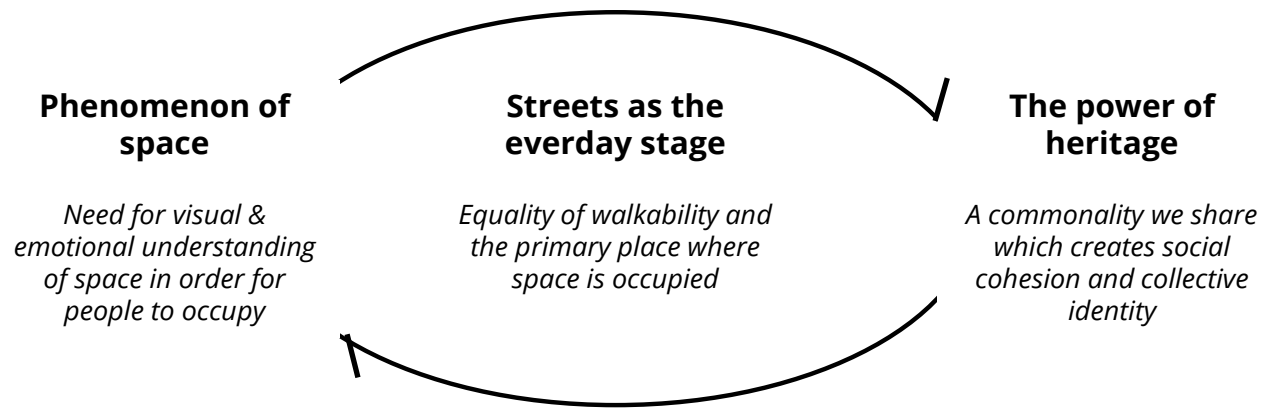 Phenomenon of
space
Need for visual &
emotional understanding
of space in order for
people to occupy
Streets as the
everday stage
Equality of walkability and
the primary place where
space is occupied
The power of
heritage
A commonality we share
which creates social
cohesion and collective
identity